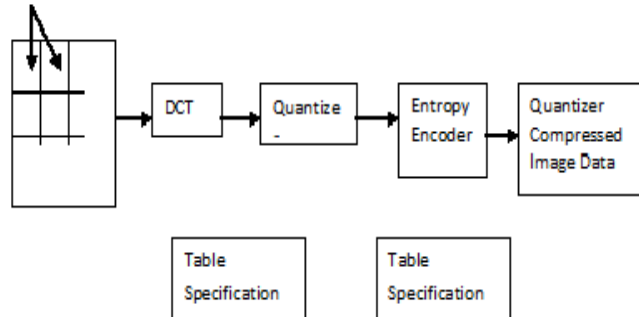 DCT
Quantize
-
Entropy
Encoder
Quantizer
Compressed
Image Data
Table
Specification
Table
Specification